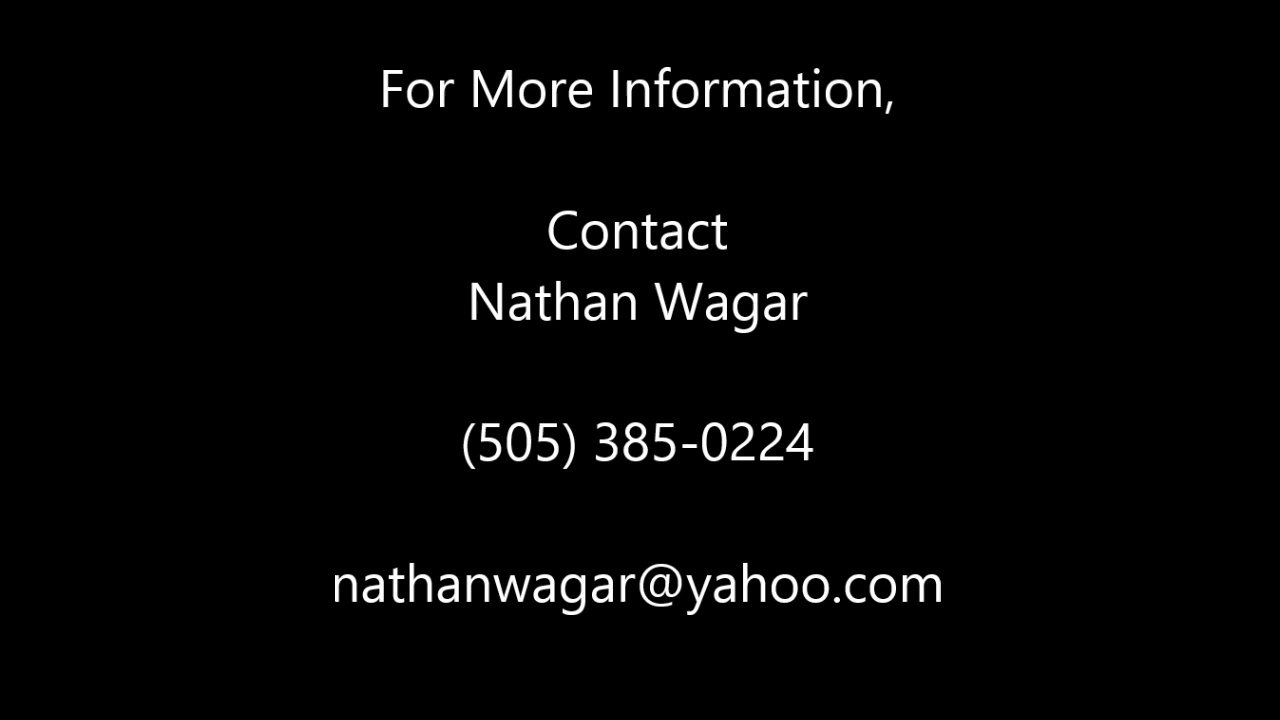 For More Information,
Contact
Nathan Wagar
(505) 385-0224
nathanwagar@yahoo.com